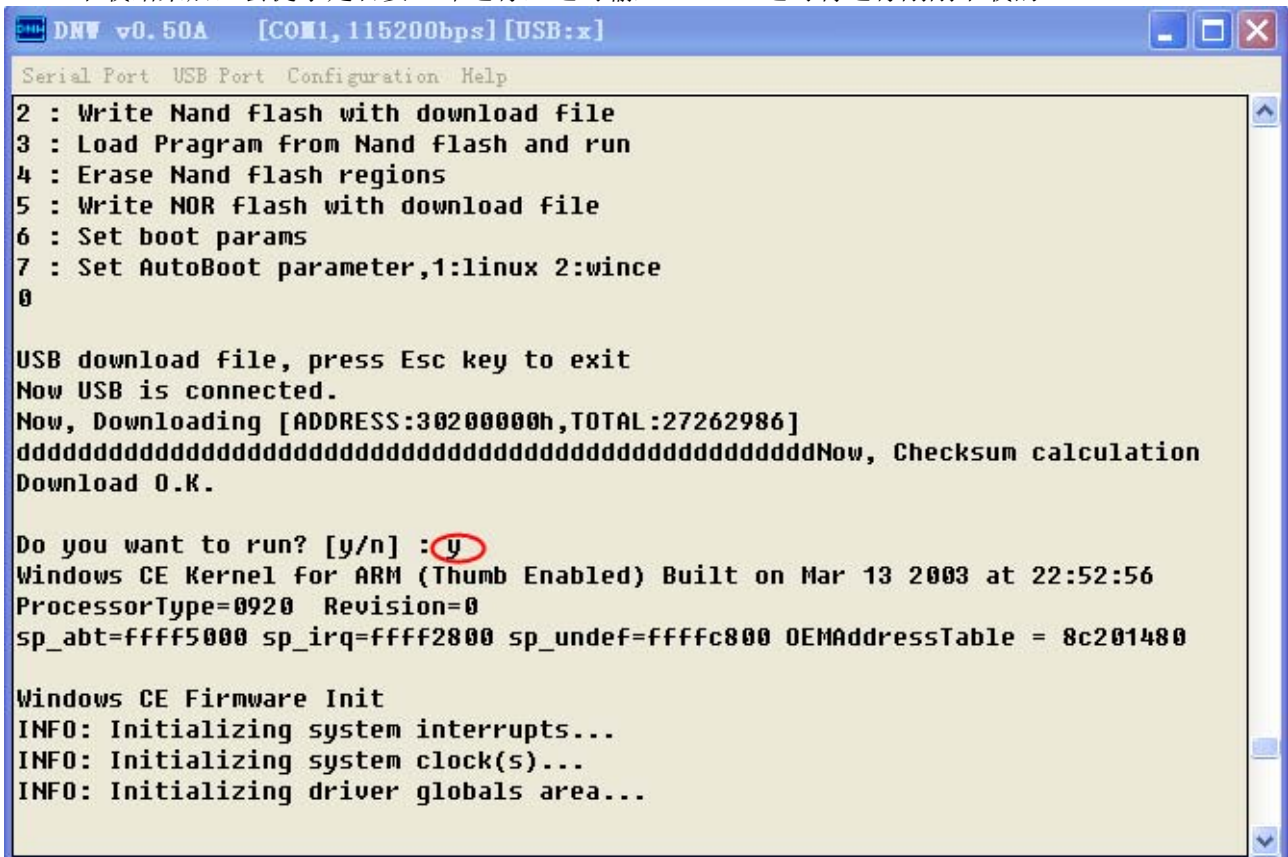 DNW v0.50A [COM1,115200bps][USB:x]
Serial Port USB Port Configuration Help
2 : Write Nand flash with download file
3 : Load Pragram from Nand flash and run
4 : Erase Nand flash regions
5 : Write NOR flash with download file
6 : Set boot params
7 : Set AutoBoot parameter,1:linux 2:wince
0
USB download file, press Esc key to exit
Now USB is connected.
Now, Downloading [ADDRESS:30200000h,TOTAL:27262986]
ddddddddddddddddddddddddddddddddddddddddddddddddddddNow, Checksum calculation
Download O.K.
Do you want to run? [y/n] :y
Windows CE Kernel for ARM (Thumb Enabled) Built on Mar 13 2003 at 22:52:56
ProcessorType=0920 Revision=0
sp_abt=ffff5000 sp_irq=ffff2800 sp_undef=ffffc800 OEMAddressTable = 8c201480
Windows CE Firmware Init
INFO: Initializing system interrupts...
INFO: Initializing system clock(s)...
INFO: Initializing driver globals area...